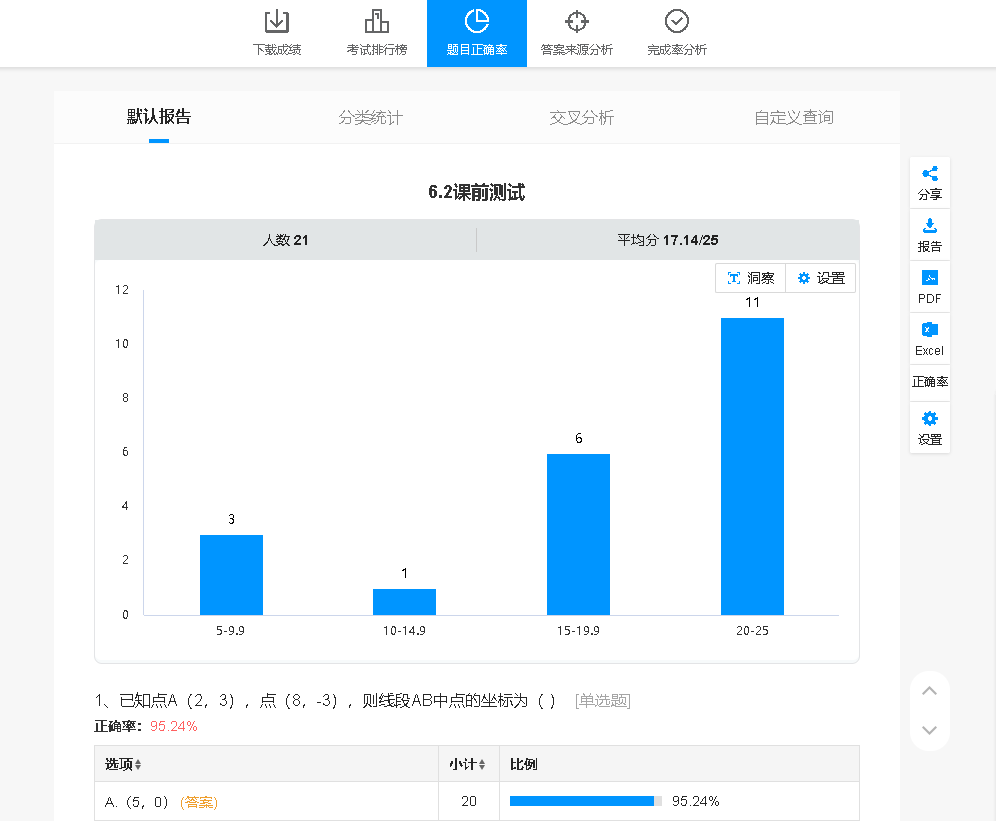 下载成绩 考试排行榜 题目正确率 答案来源分析 完成率分析
默认报告 分类统计 交叉分析 自定义查询
6.2课前测试
人数 21 平均分 17.14/25
洞察 设置
12
10
8
6
4
2
0
3
1
6
11
5-9.9 10-14.9 15-19.9 20-25
分享
报告
PDF
Excel
正确率
设置
1、已知点A（2，3），点（8，-3），则线段AB中点的坐标为（ ） [单选题]
正确率：95.24%
选项 小计 比例
A.（5，0） (答案) 20 95.24%